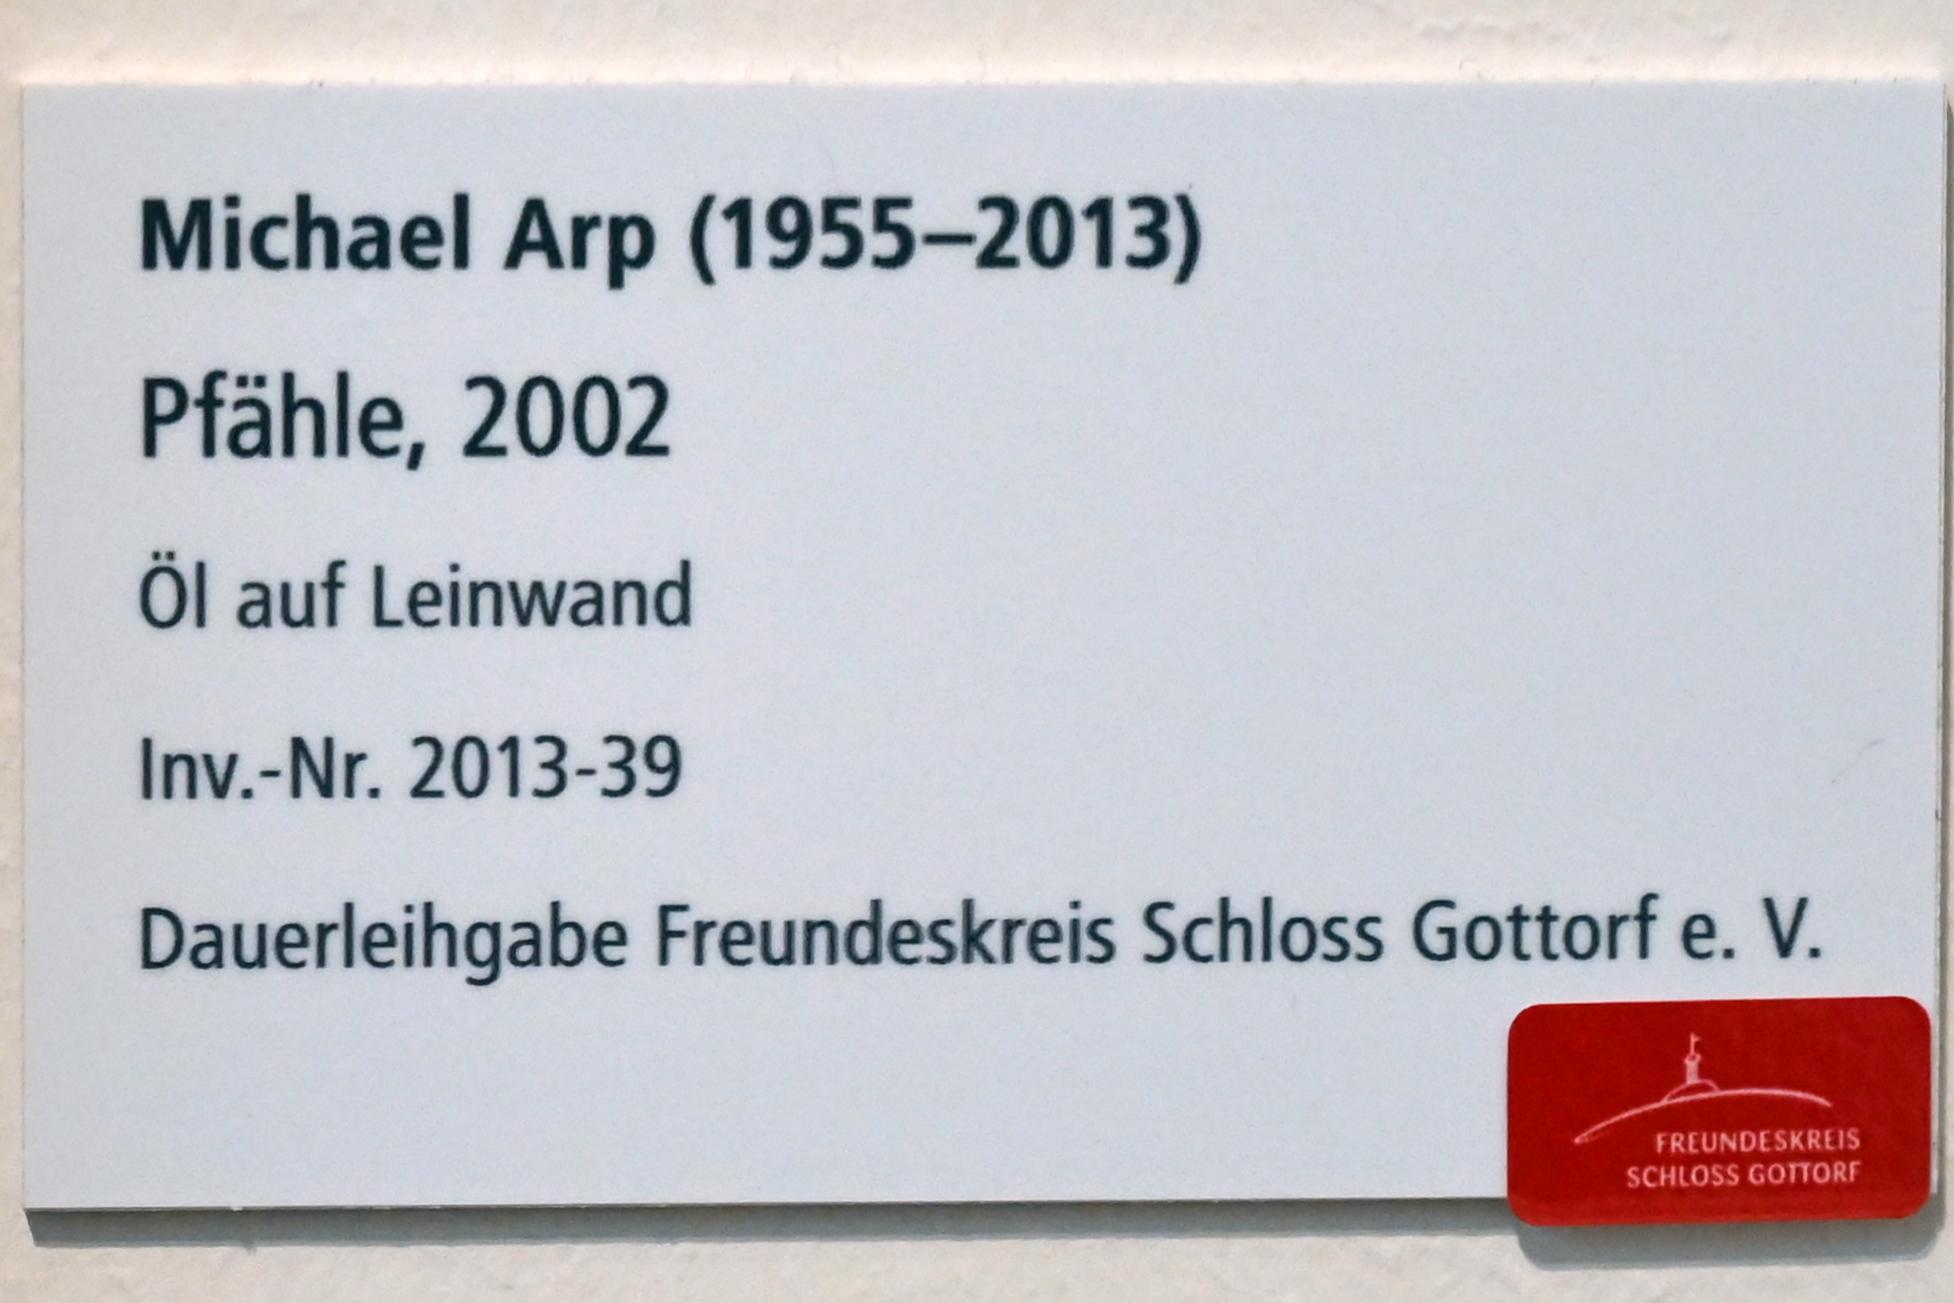 Michael Arp (1955–2013)
Pfähle, 2002
Öl auf Leinwand
Inv.-Nr. 2013-39
Dauerleihgabe Freundeskreis Schloss Gottorf e. V.
FREUNDESKREIS
SCHLOSS GOTTORF